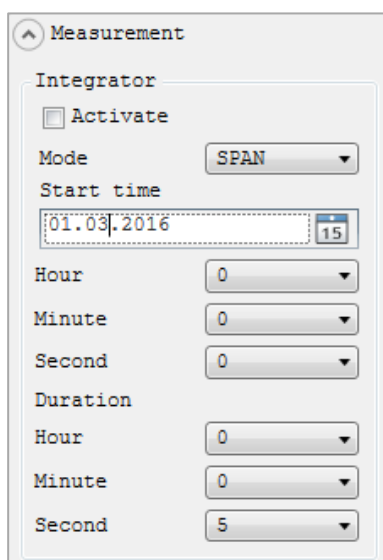 Measurement
Integrator
Activate
Mode SPAN
Start time
01.03.2016 15
Hour 0
Minute 0
Second 0
Duration
Hour 0
Minute 0
Second 5